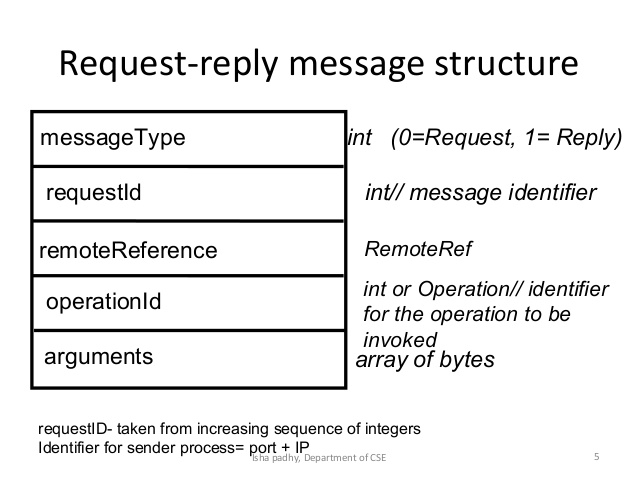 Request-reply message structure
messageType int (0=Request, 1= Reply)
requestId int// message identifier
remoteReference RemoteRef
operationId int or Operation// identifier
for the operation to be
invoked
arguments array of bytes
requestID- taken from increasing sequence of integers
Identifier for sender process= port + IP
Isha padhy, Department of CSE 5